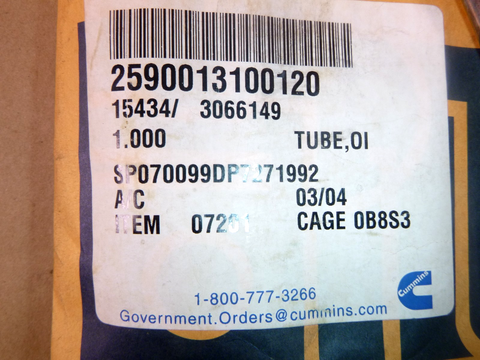 2590013100120
15434/ 3066149
1.000 TUBE,OI
A/C 03/04
ITEM CAGE 0B8S3
1-800-777-3266
Government.Orders@cummins.com
Cummins